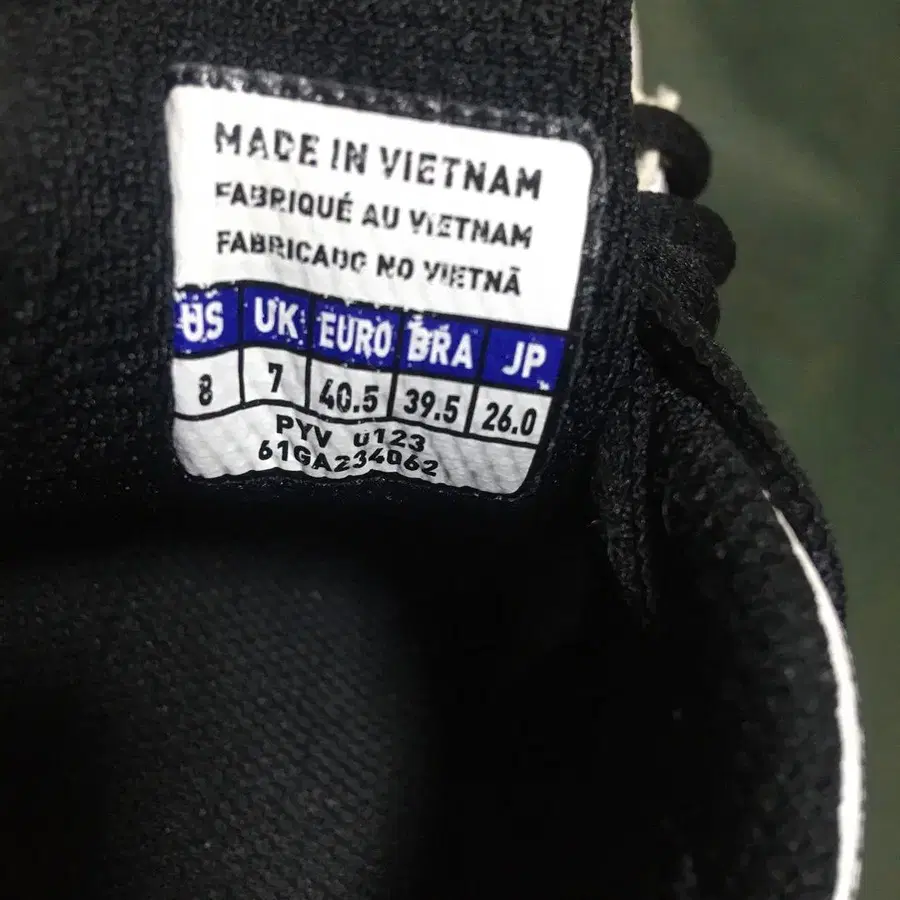 MADE IN VIETNAM
FABRIQUÉ AU VIETNAM
FABRICADO NO VIETNÃ
US UK EURO BRA JP
8 7 40.5 39.5 26.0
PYV 0123
61GA234062